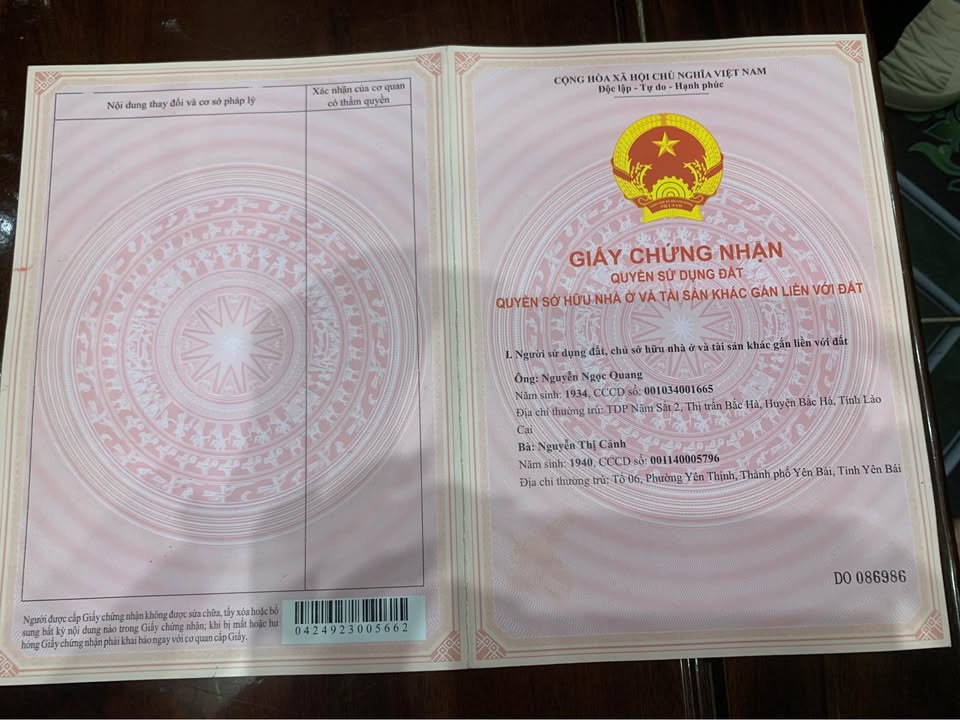 Nội dung thay đổi và cơ sở pháp lý
Xác nhận của cơ quan
có thẩm quyền
Người được cấp Giấy chứng nhận không được sửa chữa, tẩy xóa hoặc bổ
sung bất kỳ nội dung nào trong Giấy chứng nhận; khi bị mất hoặc hư
hỏng Giấy chứng nhận phải khai báo ngay với cơ quan cấp Giấy.
0424923005662
CỘNG HÒA XÃ HỘI CHỦ NGHĨA VIỆT NAM
Độc lập - Tự do - Hạnh phúc
VIỆT NAM
GIẤY CHỨNG NHẬN
QUYỀN SỬ DỤNG ĐẤT
QUYỀN SỞ HỮU NHÀ Ở VÀ TÀI SẢN KHÁC GẮN LIỀN VỚI ĐẤT
I. Người sử dụng đất, chủ sở hữu nhà ở và tài sản khác gắn liền với đất
Ông: Nguyễn Ngọc Quang
Năm sinh: 1934, CCCD số: 001034001665
Địa chỉ thường trú: TDP Nậm Sắt 2, Thị trấn Bắc Hà, Huyện Bắc Hà, Tỉnh Lào
Cai
Bà: Nguyễn Thị Cảnh
Năm sinh: 1940, CCCD số: 001140005796
Địa chỉ thường trú: Tổ 06, Phường Yên Thịnh, Thành phố Yên Bái, Tỉnh Yên Bái
DO 086986